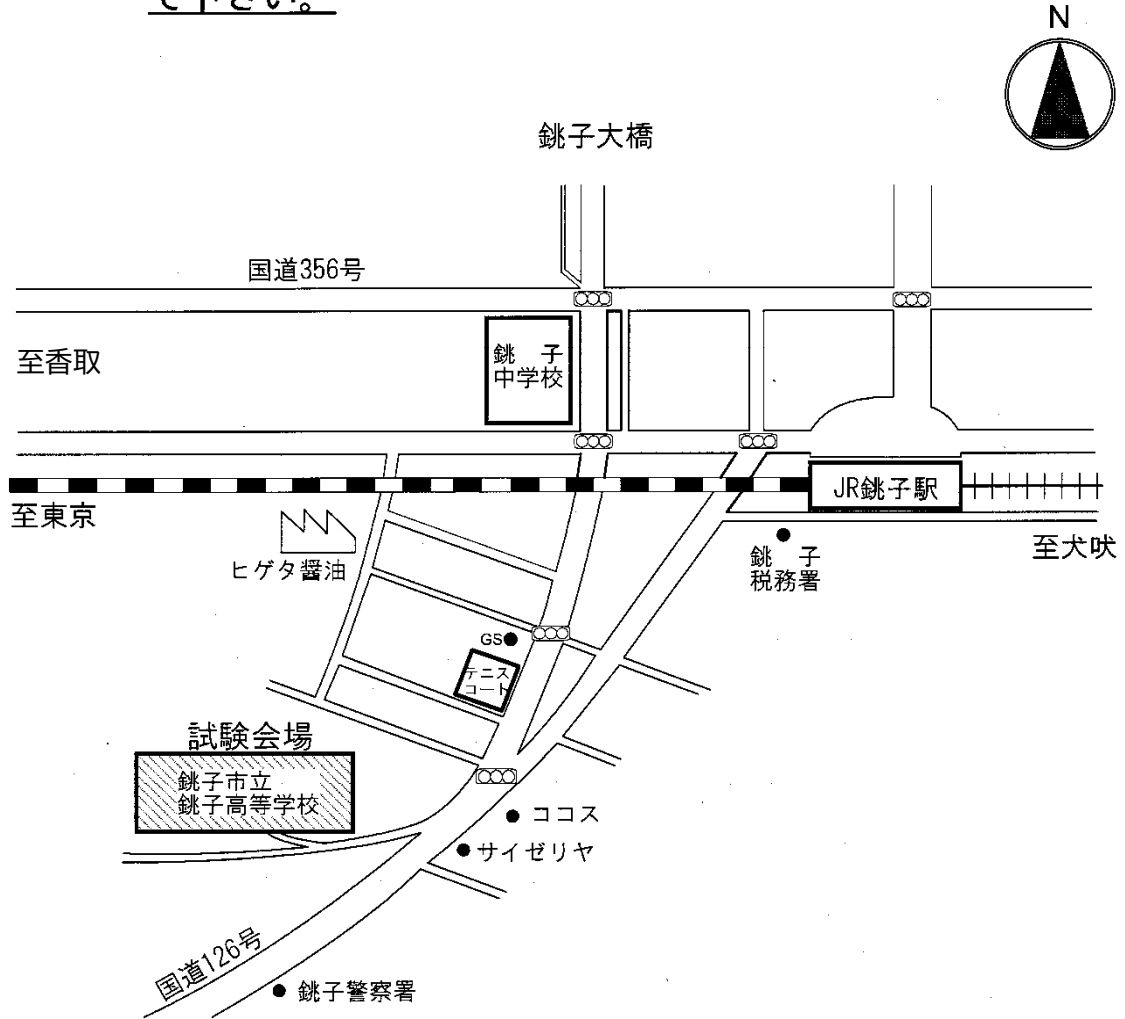 て下さい。
N
銚子大橋
国道356号
至香取
銚　子
中学校
JR銚子駅
至東京
ヒゲタ醤油
銚　子
税務署
至犬吠
GS
テニス
コート
試験会場
銚子市立
銚子高等学校
ココス
サイゼリヤ
国道126号
銚子警察署